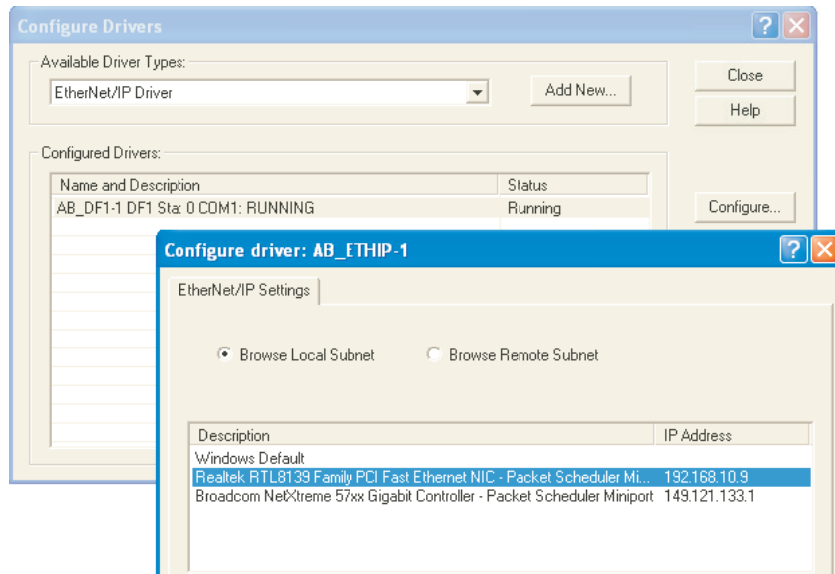 Configure Drivers
Available Driver Types:
EtherNet/IP Driver
Add New...
Close
Help
Configured Drivers:
Name and Description Status
AB_DF1-1 DF1 Sta: 0 COM1: RUNNING Running
Configure...
Configure driver: AB_ETHIP-1
EtherNet/IP Settings
Browse Local Subnet Browse Remote Subnet
Description IP Address
Windows Default
Realtek RTL8139 Family PCI Fast Ethernet NIC - Packet Scheduler Mi... 192.168.10.9
Broadcom NetXtreme 57xx Gigabit Controller - Packet Scheduler Miniport 149.121.133.1